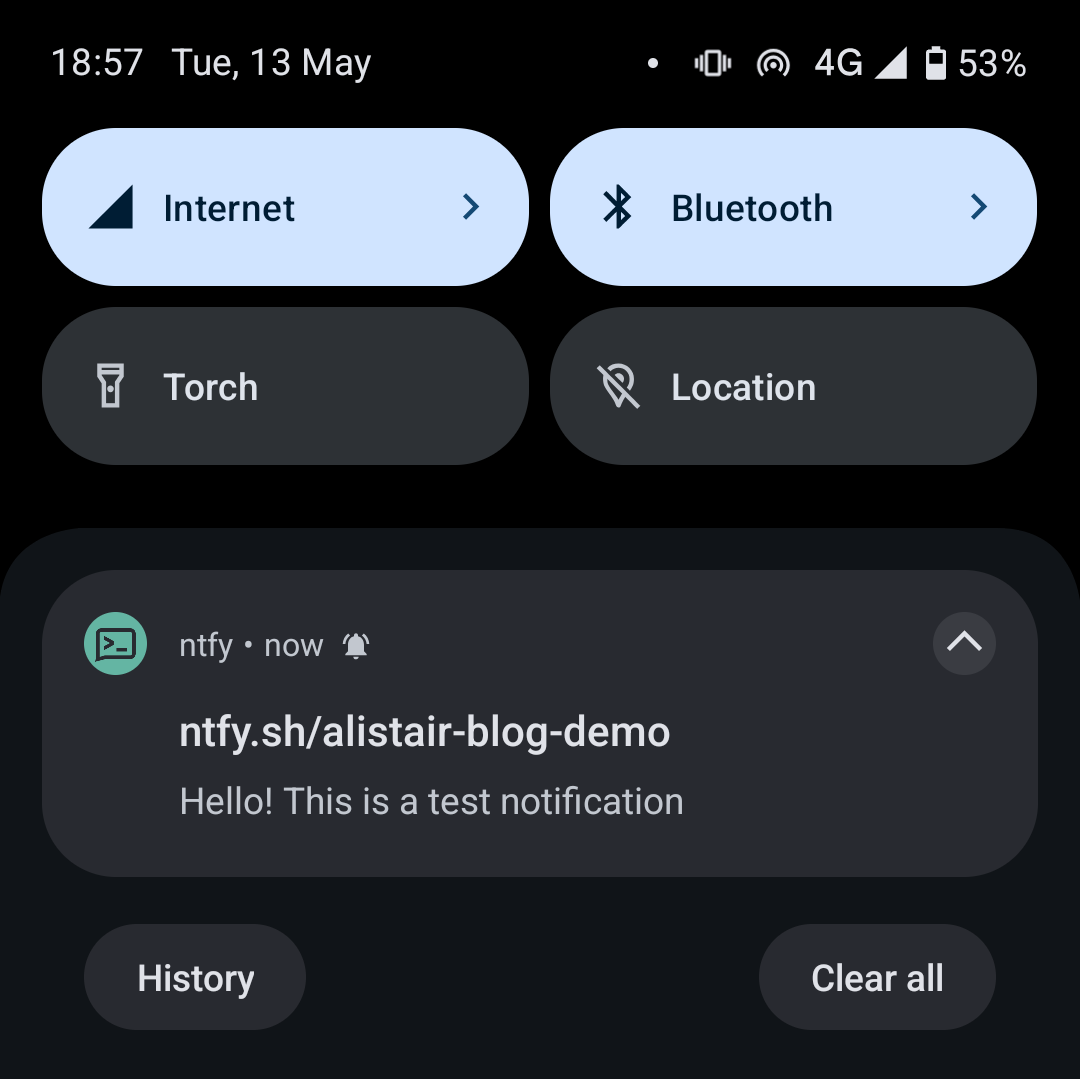 18:57 Tue, 13 May 4G 53%
Internet Bluetooth
Torch Location
ntfy • now
ntfy.sh/alistair-blog-demo
Hello! This is a test notification
History Clear all